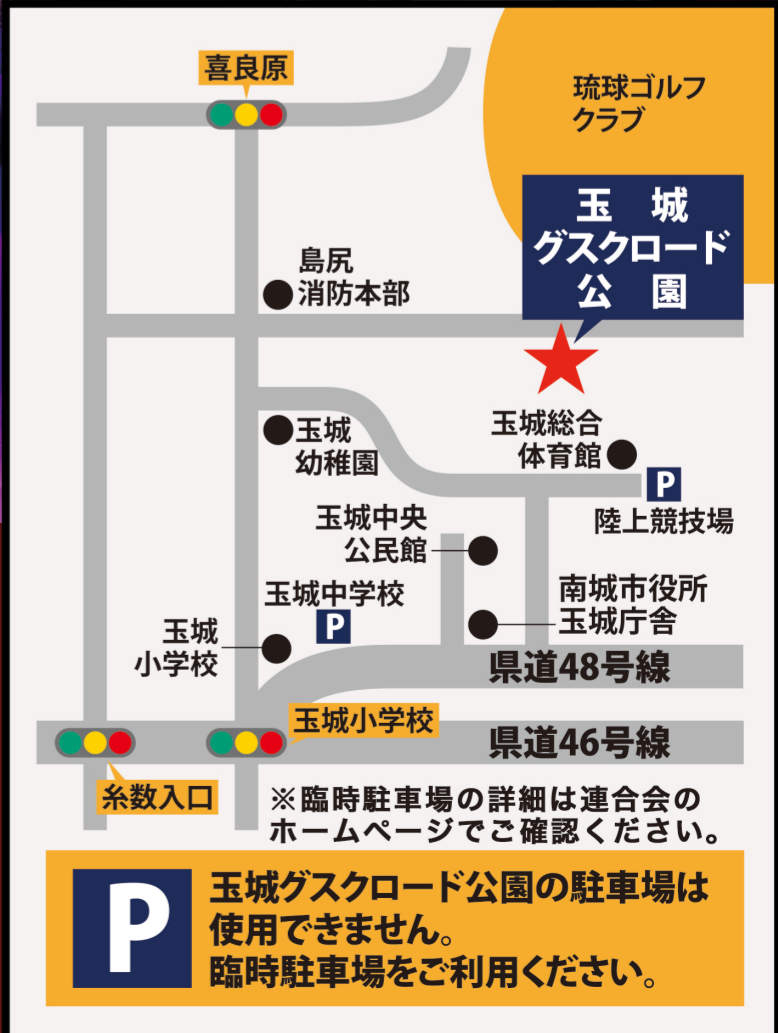 喜良原
琉球ゴルフ
クラブ
玉　城
グスクロード
公　園
島尻
消防本部
玉城
幼稚園
玉城総合
体育館
P
陸上競技場
玉城中央
公民館
玉城中学校
P
南城市役所
玉城庁舎
玉城
小学校
県道48号線
玉城小学校
県道46号線
糸数入口
※臨時駐車場の詳細は連合会の
ホームページでご確認ください。
P
玉城グスクロード公園の駐車場は
使用できません。
臨時駐車場をご利用ください。